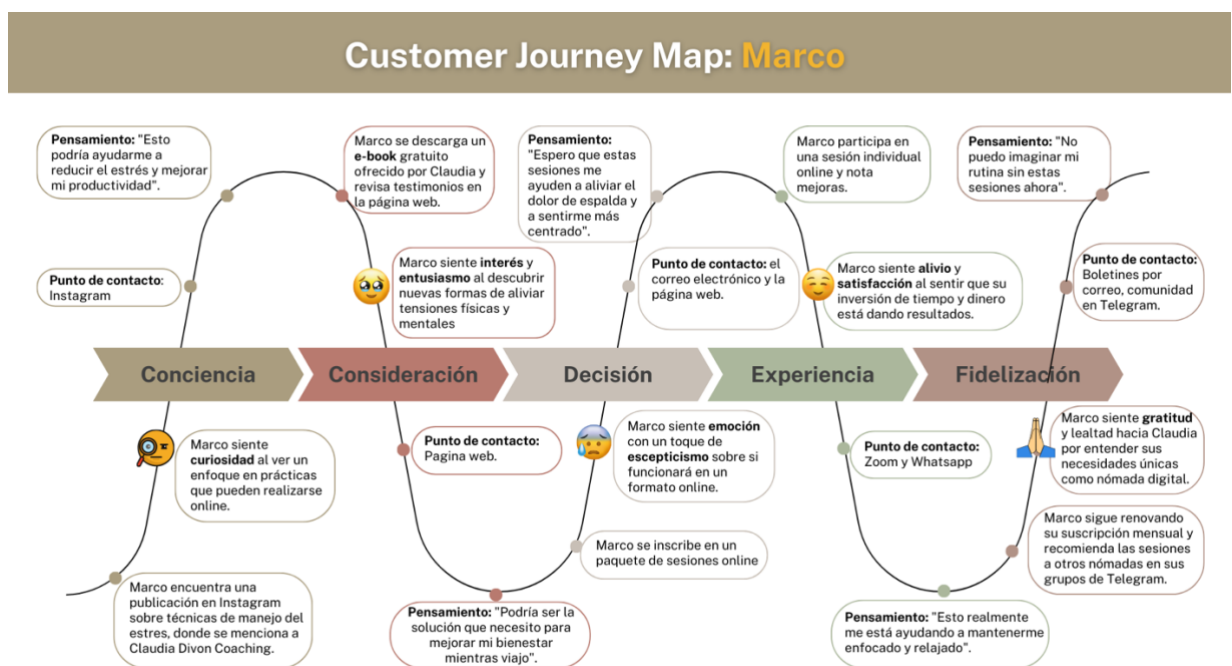 Customer Journey Map: Marco
Pensamiento: "Esto
podría ayudarme a
reducir el estrés y mejorar
mi productividad".
Punto de contacto:
Instagram
Conciencia
Marco siente
curiosidad al ver un
enfoque en prácticas
que pueden realizarse
online.
Marco encuentra una
publicación en Instagram
sobre técnicas de manejo del
estres, donde se menciona a
Claudia Divon Coaching.
Marco se descarga un
e-book gratuito
ofrecido por Claudia y
revisa testimonios en
la página web.
Marco siente interés y
entusiasmo al descubrir
nuevas formas de aliviar
tensiones físicas y
mentales
Consideración
Punto de contacto:
Pagina web.
Pensamiento: "Podría ser la
solución que necesito para
mejorar mi bienestar
mientras viajo".
Pensamiento:
"Espero que estas
sesiones me
ayuden a aliviar el
dolor de espalda y
a sentirme más
centrado".
Punto de contacto: el
correo electrónico y la
página web.
Decisión
Marco siente emoción
con un toque de
escepticismo sobre si
funcionará en un
formato online.
Marco se inscribe en un
paquete de sesiones online
Marco participa en
una sesión individual
online y nota
mejoras.
Marco siente alivio y
satisfacción al sentir que su
inversión de tiempo y dinero
está dando resultados.
Experiencia
Punto de contacto:
Zoom y Whatsapp
Pensamiento: "Esto realmente
me está ayudando a mantenerme
enfocado y relajado".
Pensamiento: "No
puedo imaginar mi
rutina sin estas
sesiones ahora".
Punto de contacto:
Boletines por
correo, comunidad
en Telegram.
Fidelización
Marco siente gratitud
y lealtad hacia Claudia
por entender sus
necesidades únicas
como nómada digital.
Marco sigue renovando
su suscripción mensual y
recomienda las sesiones
a otros nómadas en sus
grupos de Telegram.